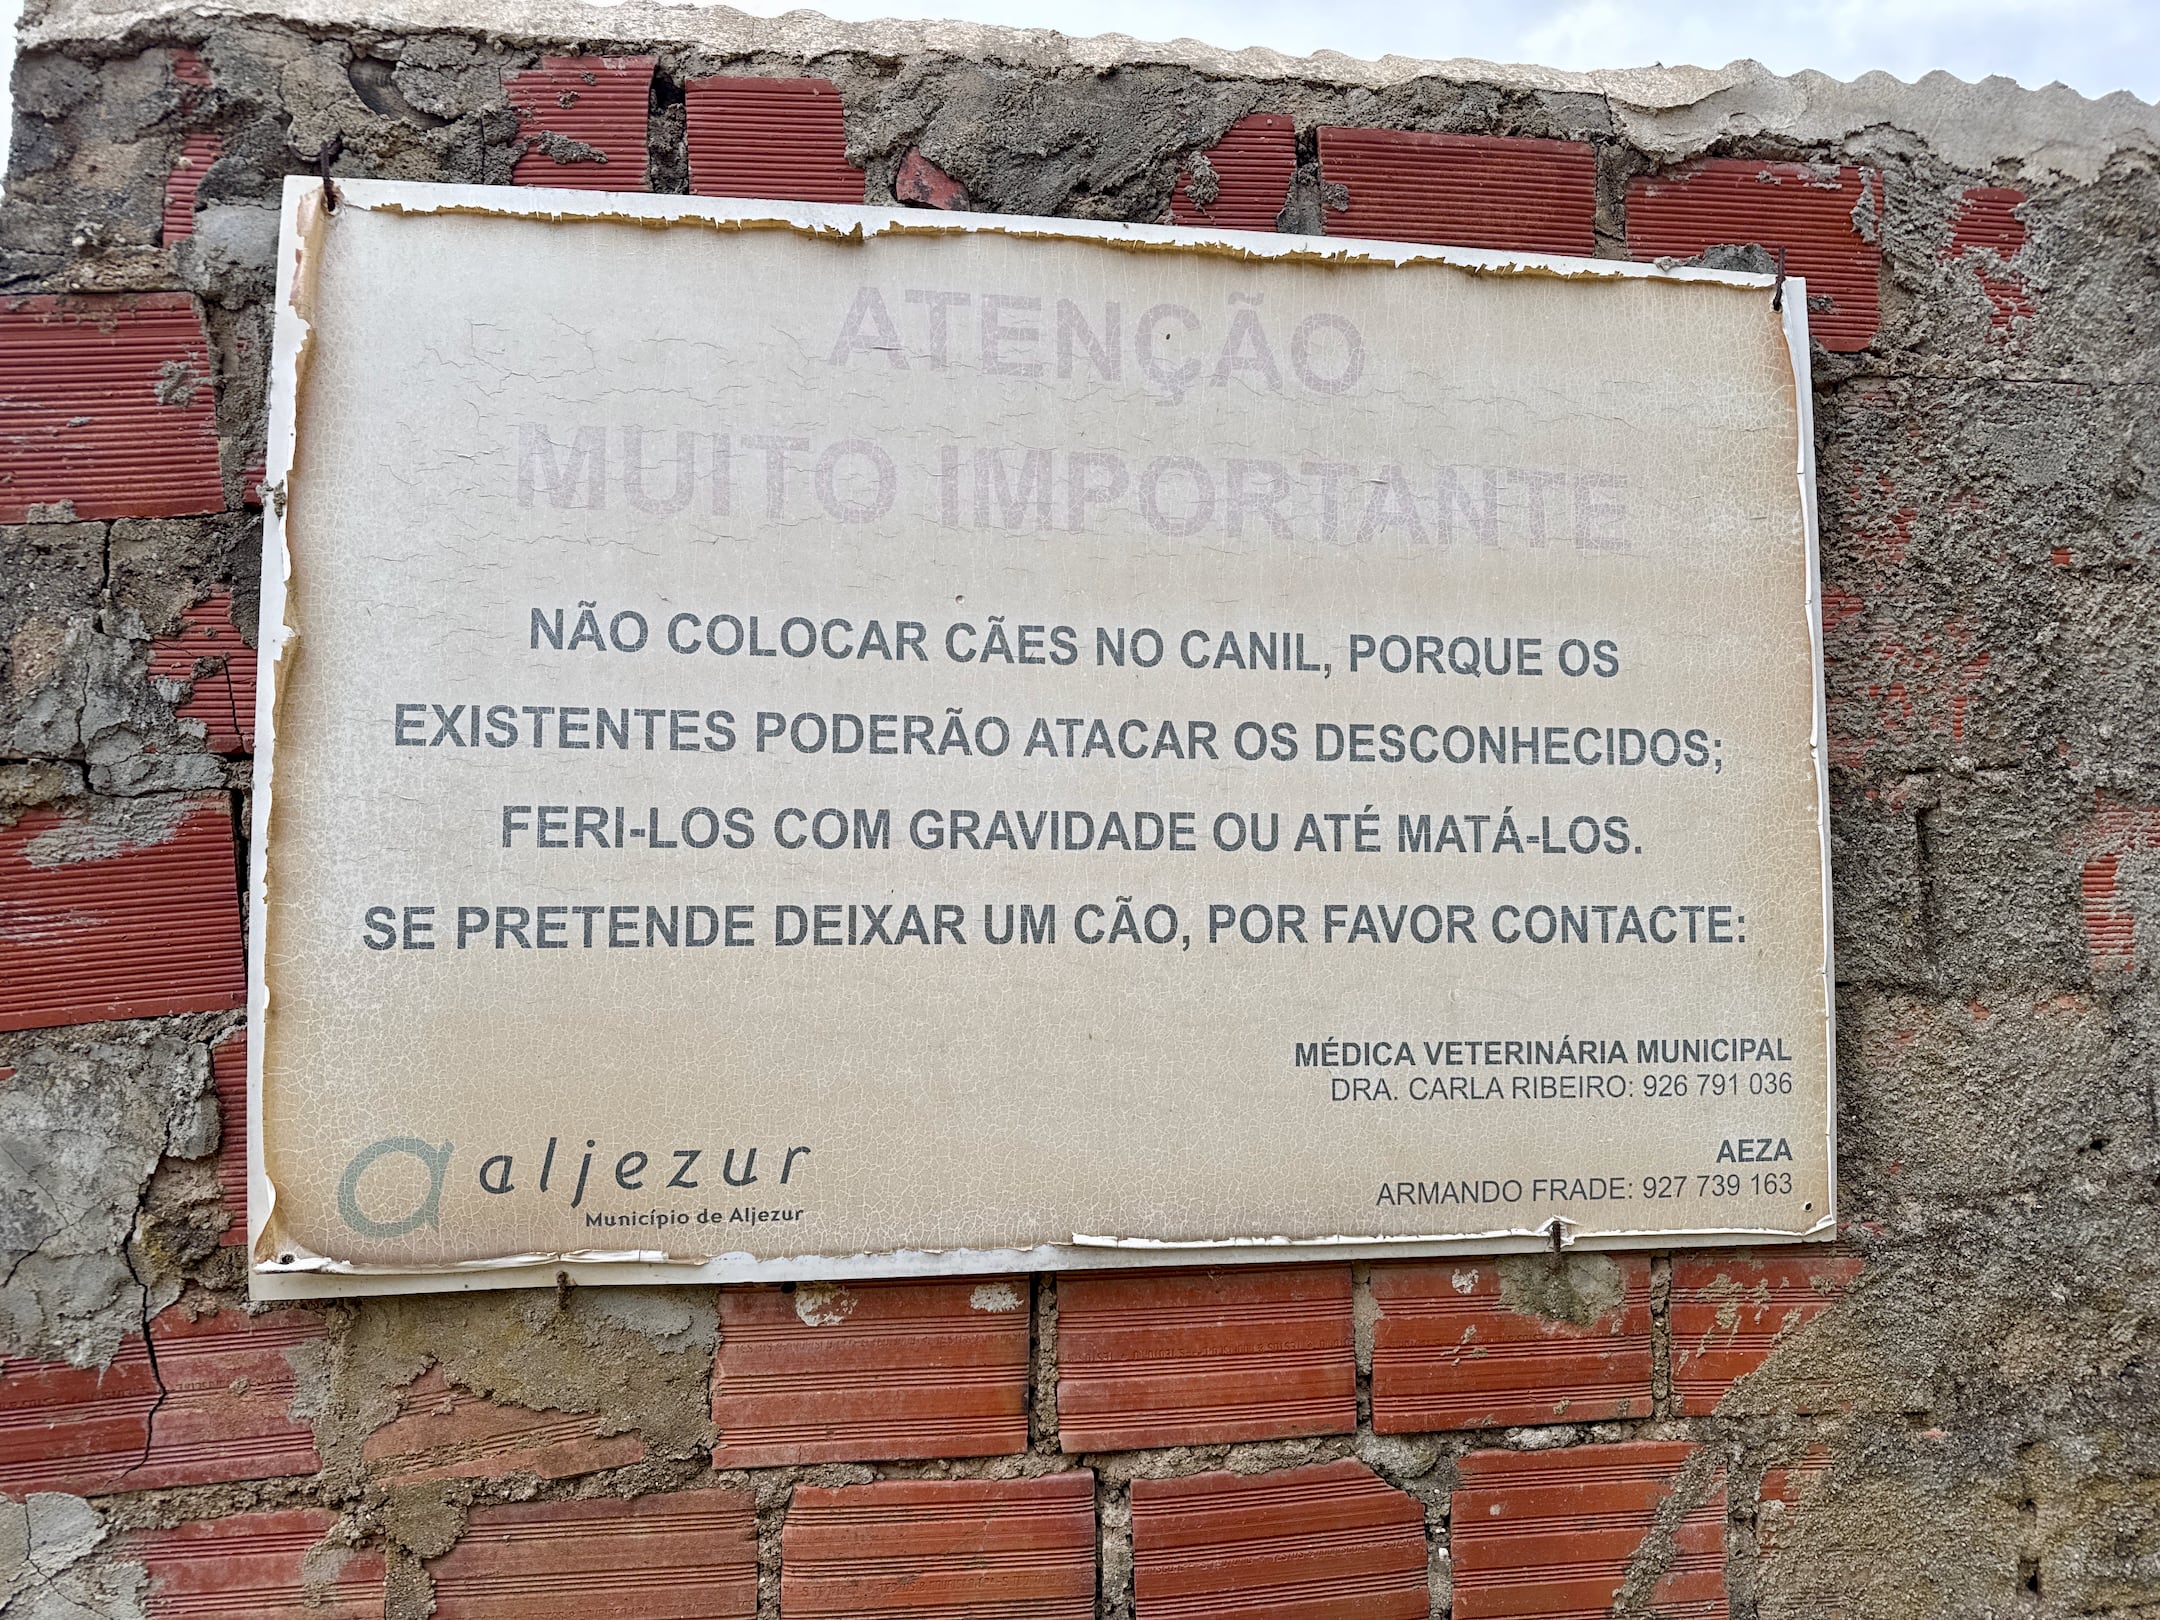 ATENÇÃO
MUITO IMPORTANTE
NÃO COLOCAR CÃES NO CANIL, PORQUE OS
EXISTENTES PODERÃO ATACAR OS DESCONHECIDOS;
FERI-LOS COM GRAVIDADE OU ATÉ MATÁ-LOS.
SE PRETENDE DEIXAR UM CÃO, POR FAVOR CONTACTE:
MÉDICA VETERINÁRIA MUNICIPAL
DRA. CARLA RIBEIRO: 926 791 036
AEZA
ARMANDO FRADE: 927 739 163
aljezur
Município de Aljezur